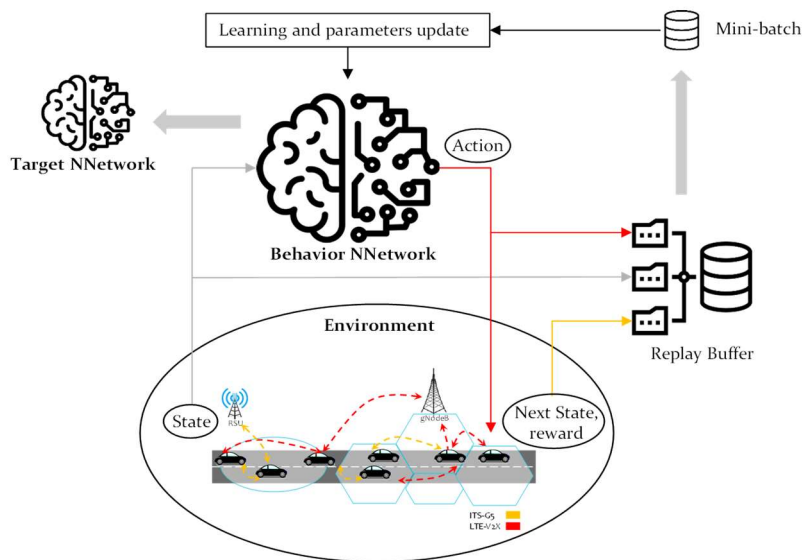 Learning and parameters update
Mini-batch
Target NNetwork
Action
Behavior NNetwork
Environment
Replay Buffer
State
RSU
gNodeB
Next State,
reward
ITS-G5
LTE-V2X